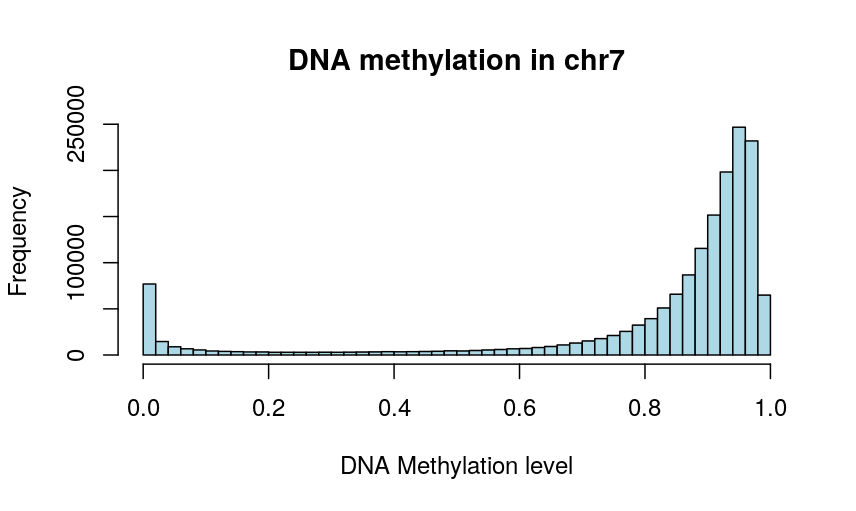 DNA methylation in chr7
Frequency
250000
100000
0
0.0 0.2 0.4 0.6 0.8 1.0
DNA Methylation level